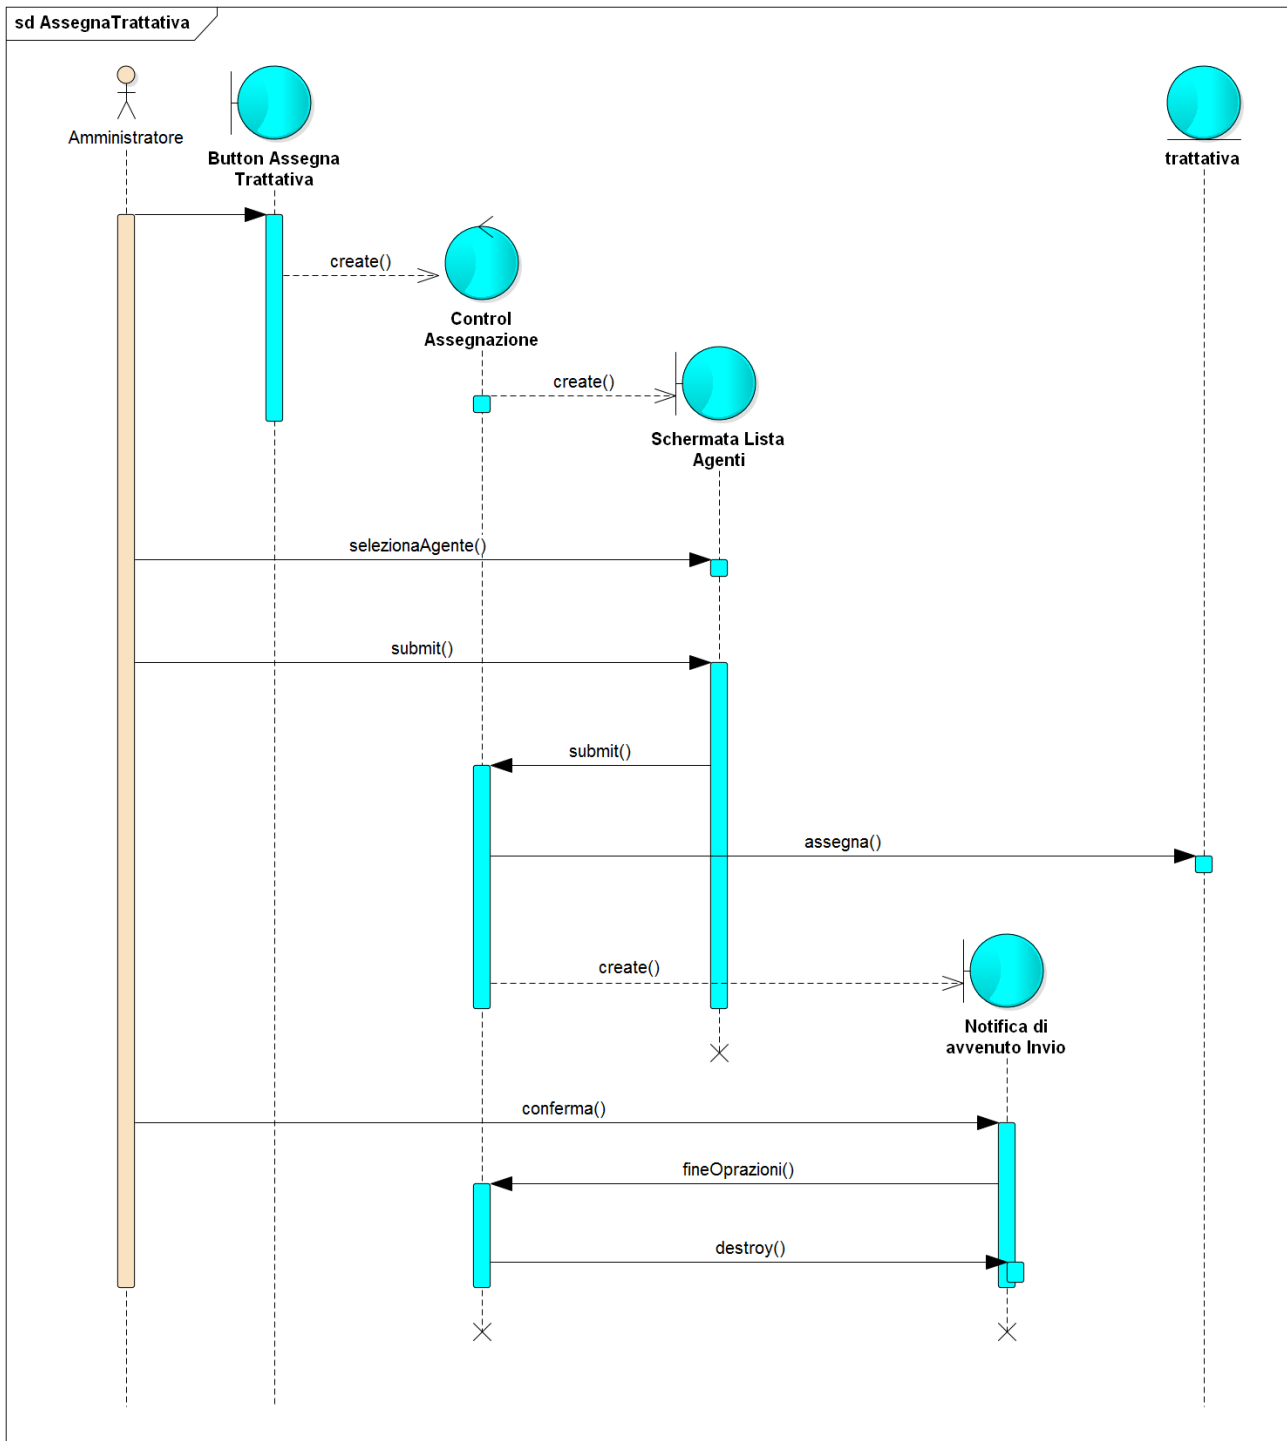 sd AssegnaTrattativa
Amministratore
Button Assegna
Trattativa
trattativa
create()
Control
Assegnazione
create()
Schermata Lista
Agenti
selezionaAgente()
submit()
submit()
assegna()
create()
Notifica di
avvenuto Invio
conferma()
fineOprazioni()
destroy()